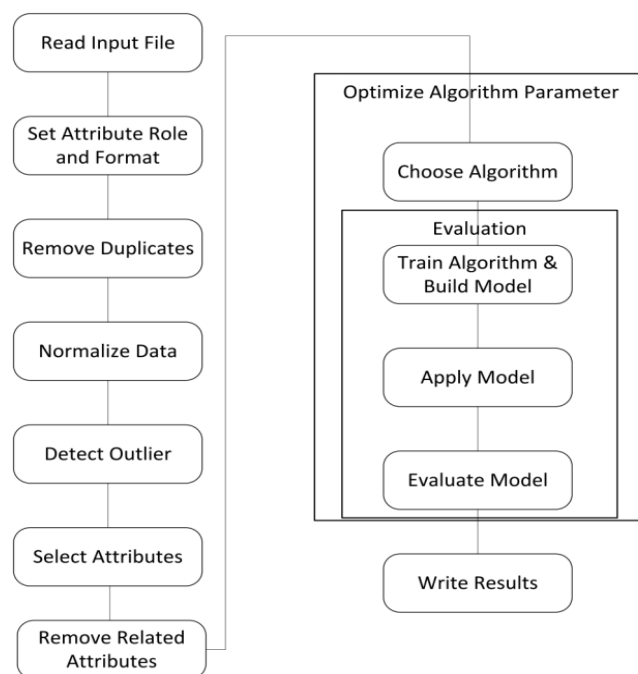 Read Input File
Set Attribute Role
and Format
Remove Duplicates
Normalize Data
Detect Outlier
Select Attributes
Remove Related
Attributes
Optimize Algorithm Parameter
Choose Algorithm
Evaluation
Train Algorithm &
Build Model
Apply Model
Evaluate Model
Write Results